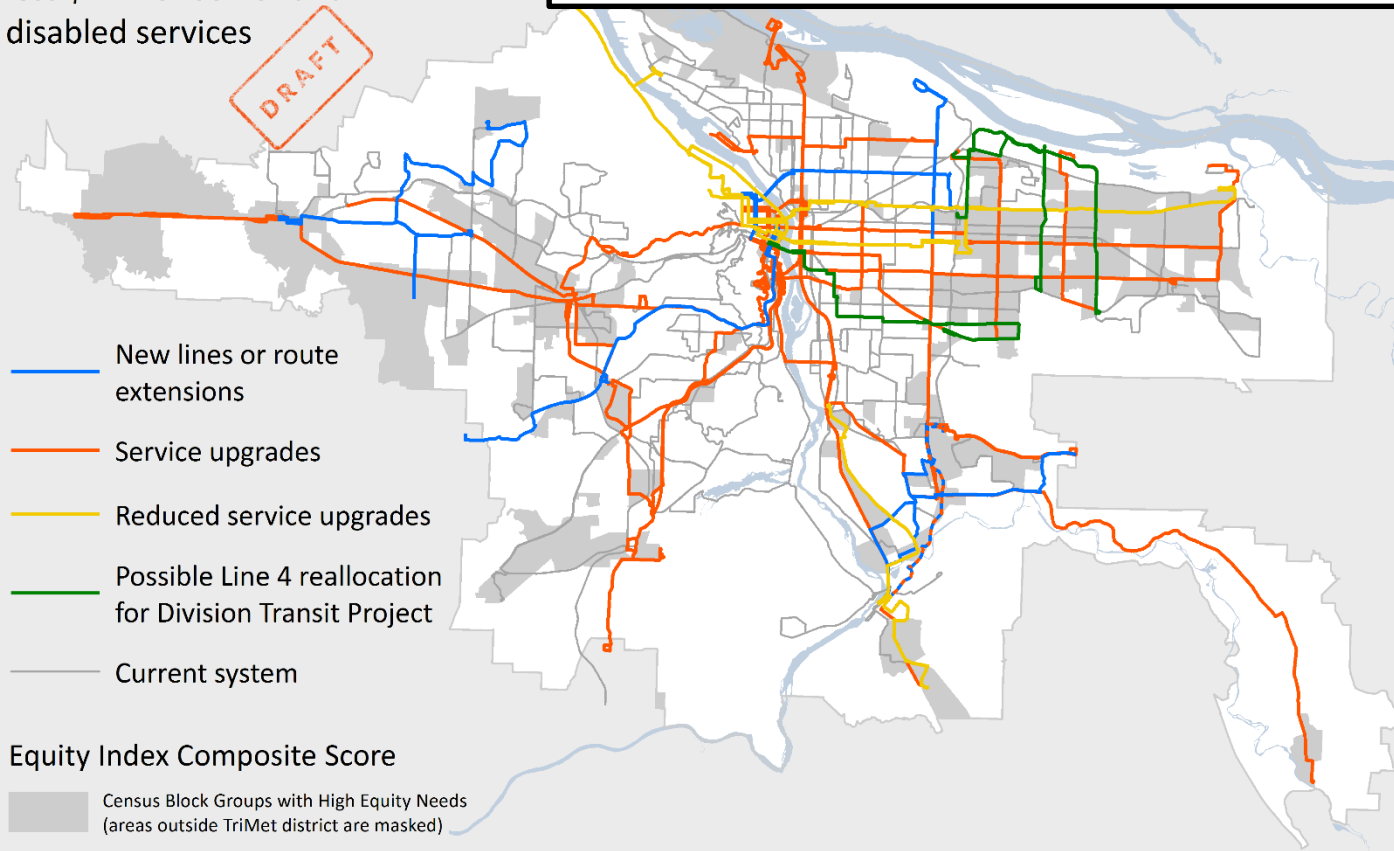 disabled services
DRAFT
New lines or route
extensions
Service upgrades
Reduced service upgrades
Possible Line 4 reallocation
for Division Transit Project
Current system
Equity Index Composite Score
Census Block Groups with High Equity Needs
(areas outside TriMet district are masked)